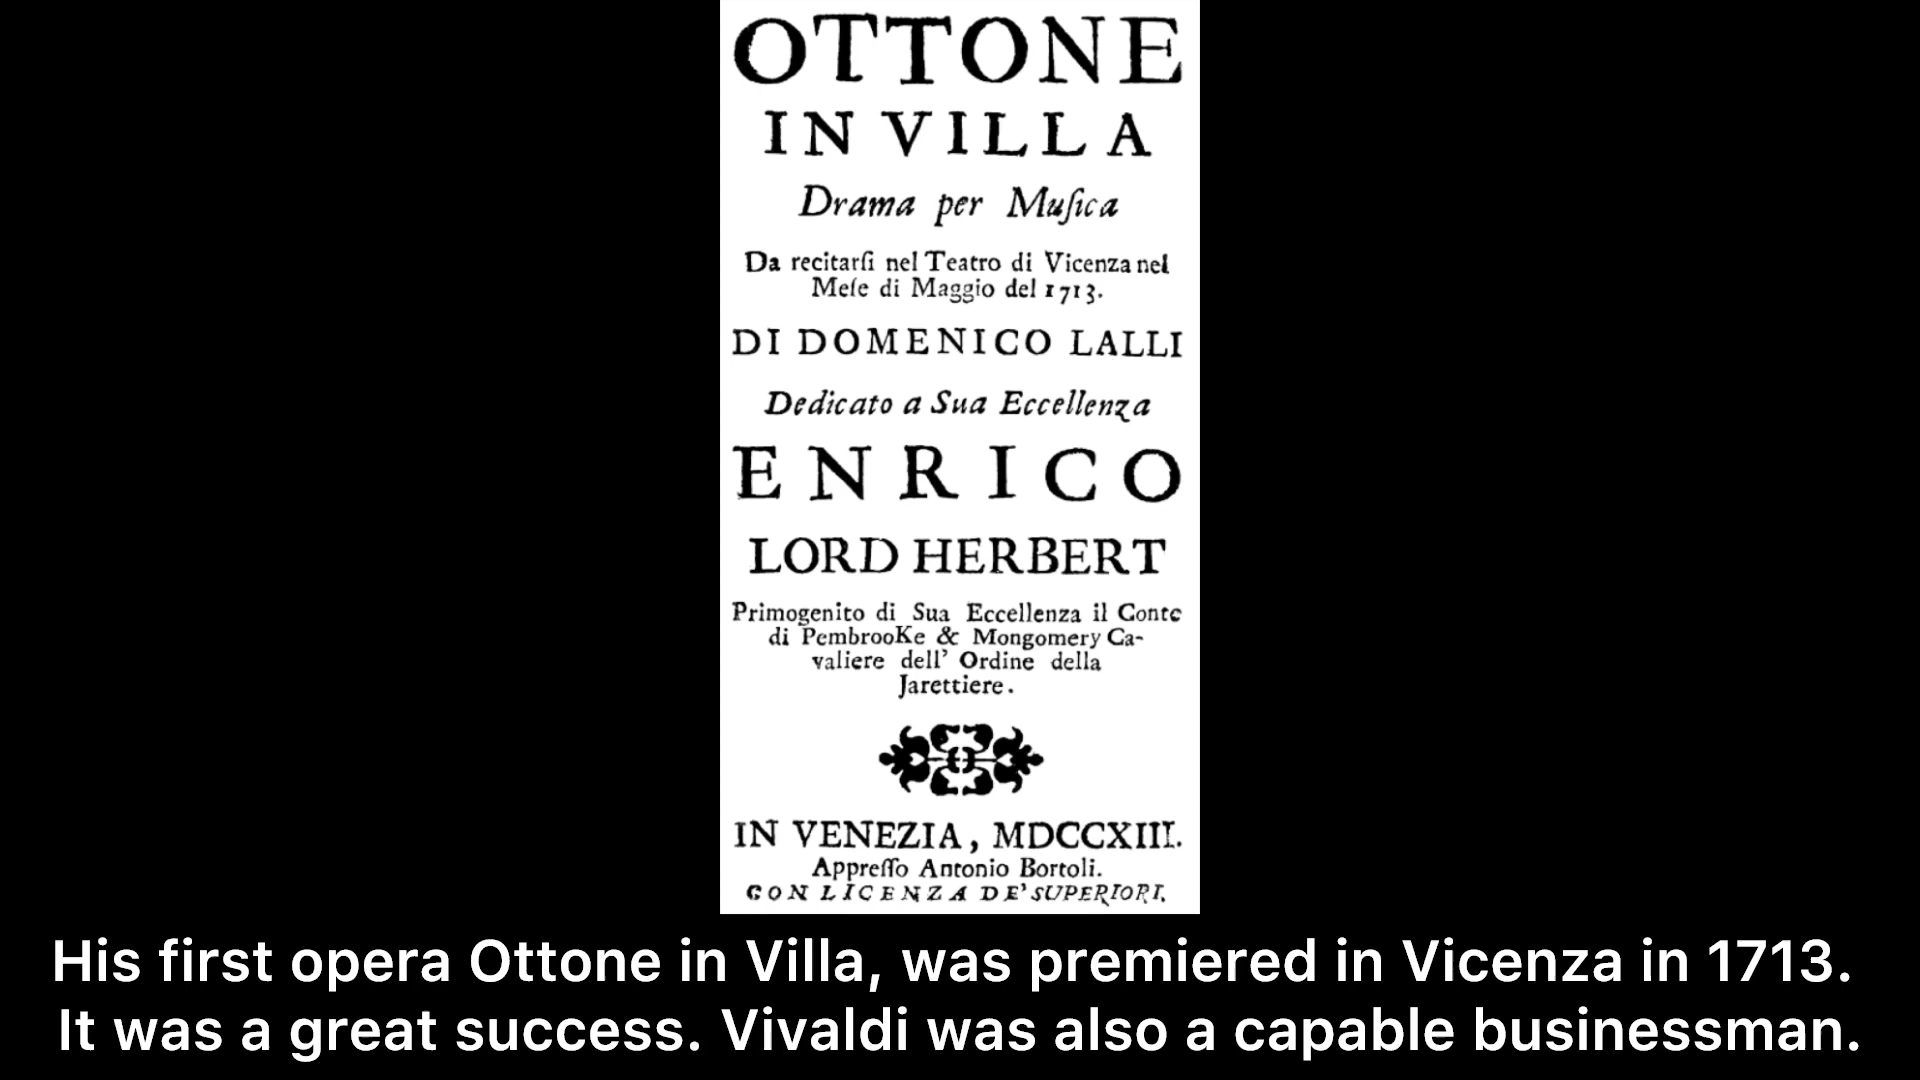 OTTONE
IN VILLA
Drama per Muſica
Da recitarſi nel Teatro di Vicenza nel
Meſe di Maggio del 1713.
DI DOMENICO LALLI
Dedicato a Sua Eccellenza
ENRICO
LORD HERBERT
Primogenito di Sua Eccellenza il Conte
di PembrooKe & Mongomery Ca-
valiere dell' Ordine della
Jarettiere.
IN VENEZIA, MDCCXIII.
Appreſſo Antonio Bortoli.
CON LICENZA DE' SUPERIORI.
His first opera Ottone in Villa, was premiered in Vicenza in 1713.
It was a great success. Vivaldi was also a capable businessman.